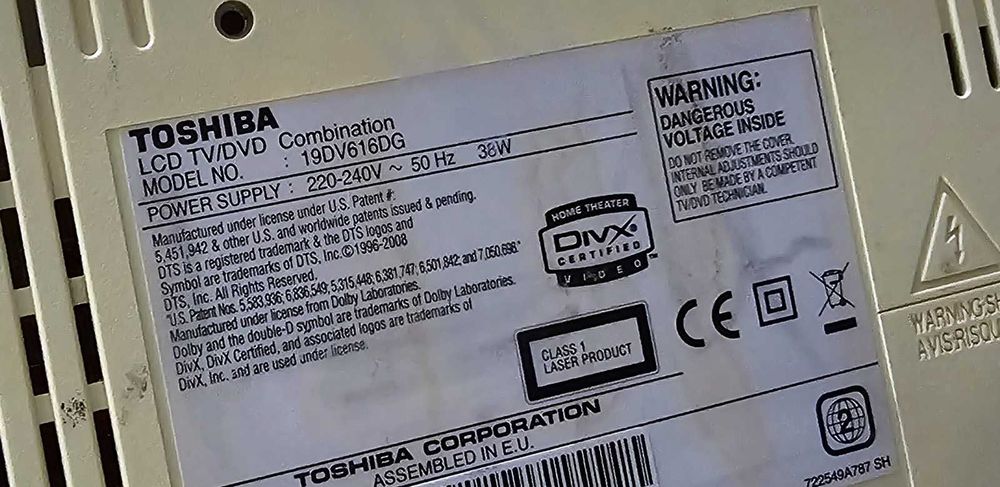 TOSHIBA
LCD TV/DVD Combination
MODEL NO. : 19DV616DG
POWER SUPPLY : 220-240V ~ 50 Hz 38W
Manufactured under license under U.S. Patent #:
5,451,942 & other U.S. and worldwide patents issued & pending.
DTS is a registered trademark & the DTS logos and
Symbol are trademarks of DTS, Inc.©1996-2008
DTS, Inc. All Rights Reserved.
"U.S. Patent Nos. 5,583,936; 6,836,549; 5,315,448; 6,381,747; 6,501,842; and 7,050,698."
Manufactured under license from Dolby Laboratories.
Dolby and the double-D symbol are trademarks of Dolby Laboratories.
DivX, DivX Certified, and associated logos are trademarks of
DivX, Inc. and are used under license.
HOME THEATER
DIVX
CERTIFIED
VIDEO™
CLASS 1
LASER PRODUCT
WARNING:
DANGEROUS
VOLTAGE INSIDE
DO NOT REMOVE THE COVER.
INTERNAL ADJUSTMENTS SHOULD
ONLY BE MADE BY A COMPETENT
TV/DVD TECHNICIAN.
CE
2
TOSHIBA CORPORATION
ASSEMBLED IN E.U.
722549A787 SH
WARNING:S
AVIS:RISQU